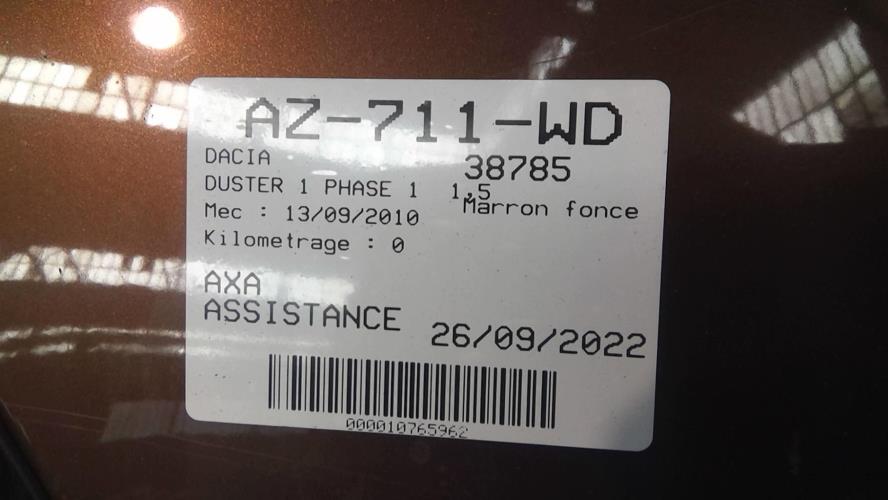 AZ-711-WD
DACIA 38785
DUSTER 1 PHASE 1 1,5
Mec : 13/09/2010 Marron fonce
Kilometrage : 0
AXA
ASSISTANCE 26/09/2022
000010765962